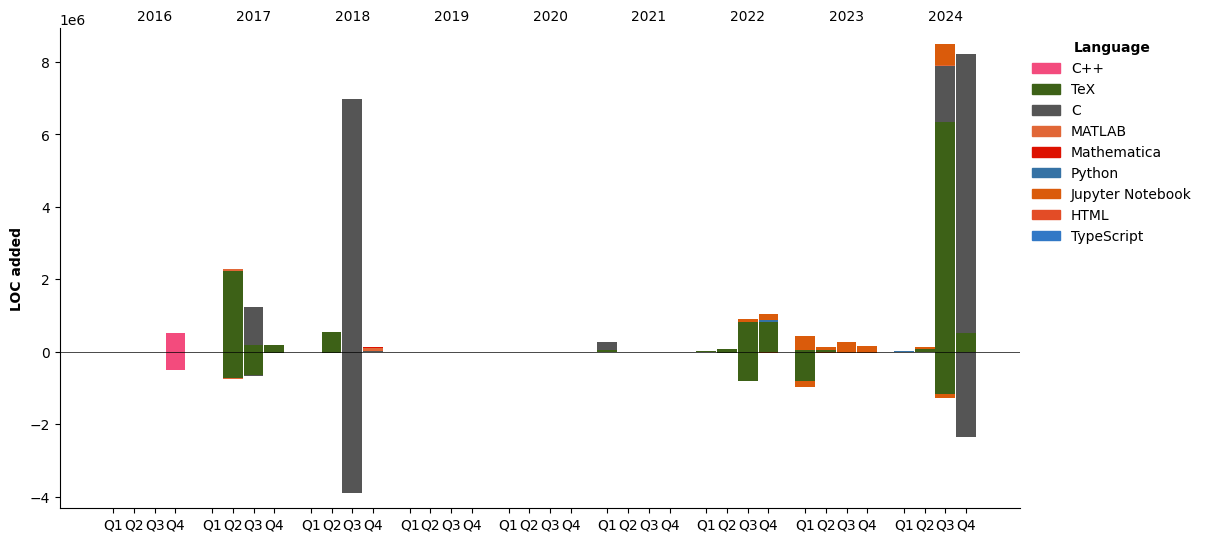 2016 2017 2018 2019 2020 2021 2022 2023 2024
1e6
8
6
4
2
0
−2
−4
LOC added
Q1 Q2 Q3 Q4 Q1 Q2 Q3 Q4 Q1 Q2 Q3 Q4 Q1 Q2 Q3 Q4 Q1 Q2 Q3 Q4 Q1 Q2 Q3 Q4 Q1 Q2 Q3 Q4 Q1 Q2 Q3 Q4 Q1 Q2 Q3 Q4
Language
C++
TeX
C
MATLAB
Mathematica
Python
Jupyter Notebook
HTML
TypeScript